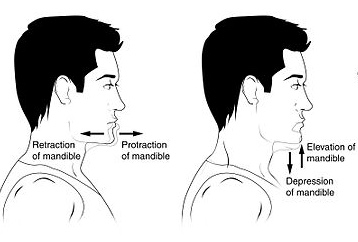 Retraction
of mandible
Protraction
of mandible
Elevation of
mandible
Depression
of mandible